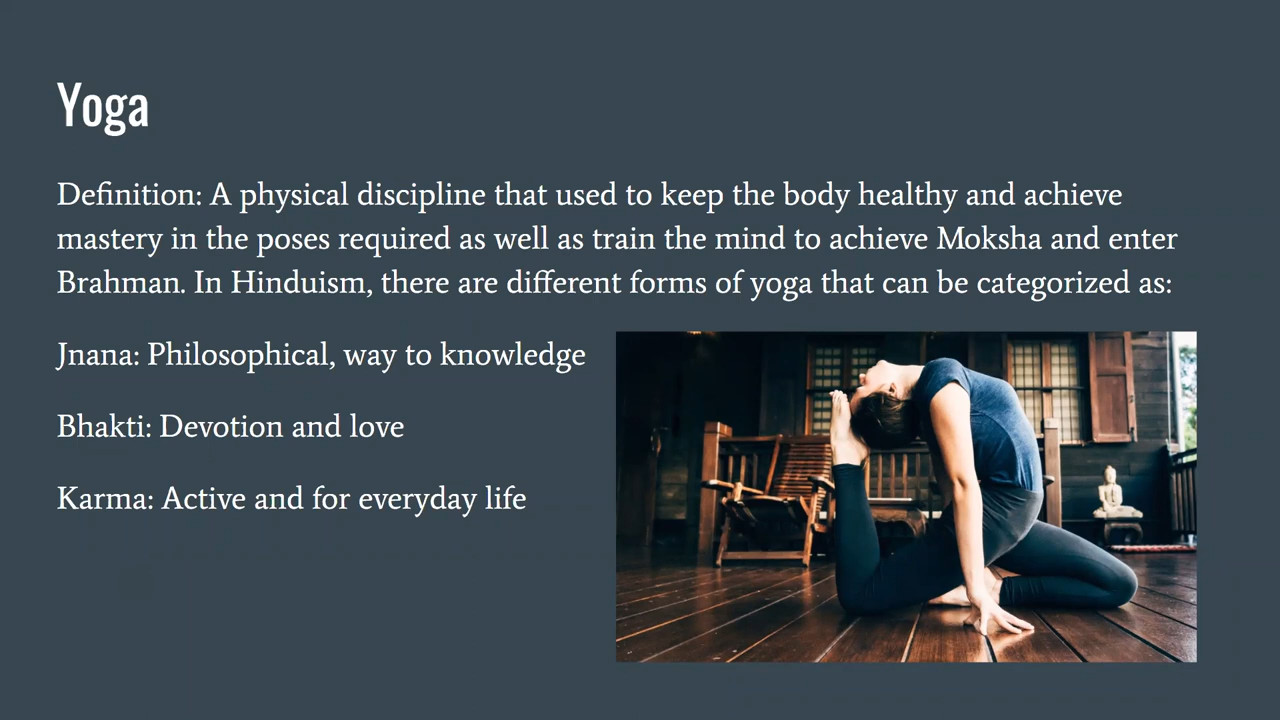 Yoga
Definition: A physical discipline that used to keep the body healthy and achieve
mastery in the poses required as well as train the mind to achieve Moksha and enter
Brahman. In Hinduism, there are different forms of yoga that can be categorized as:
Jnana: Philosophical, way to knowledge
Bhakti: Devotion and love
Karma: Active and for everyday life